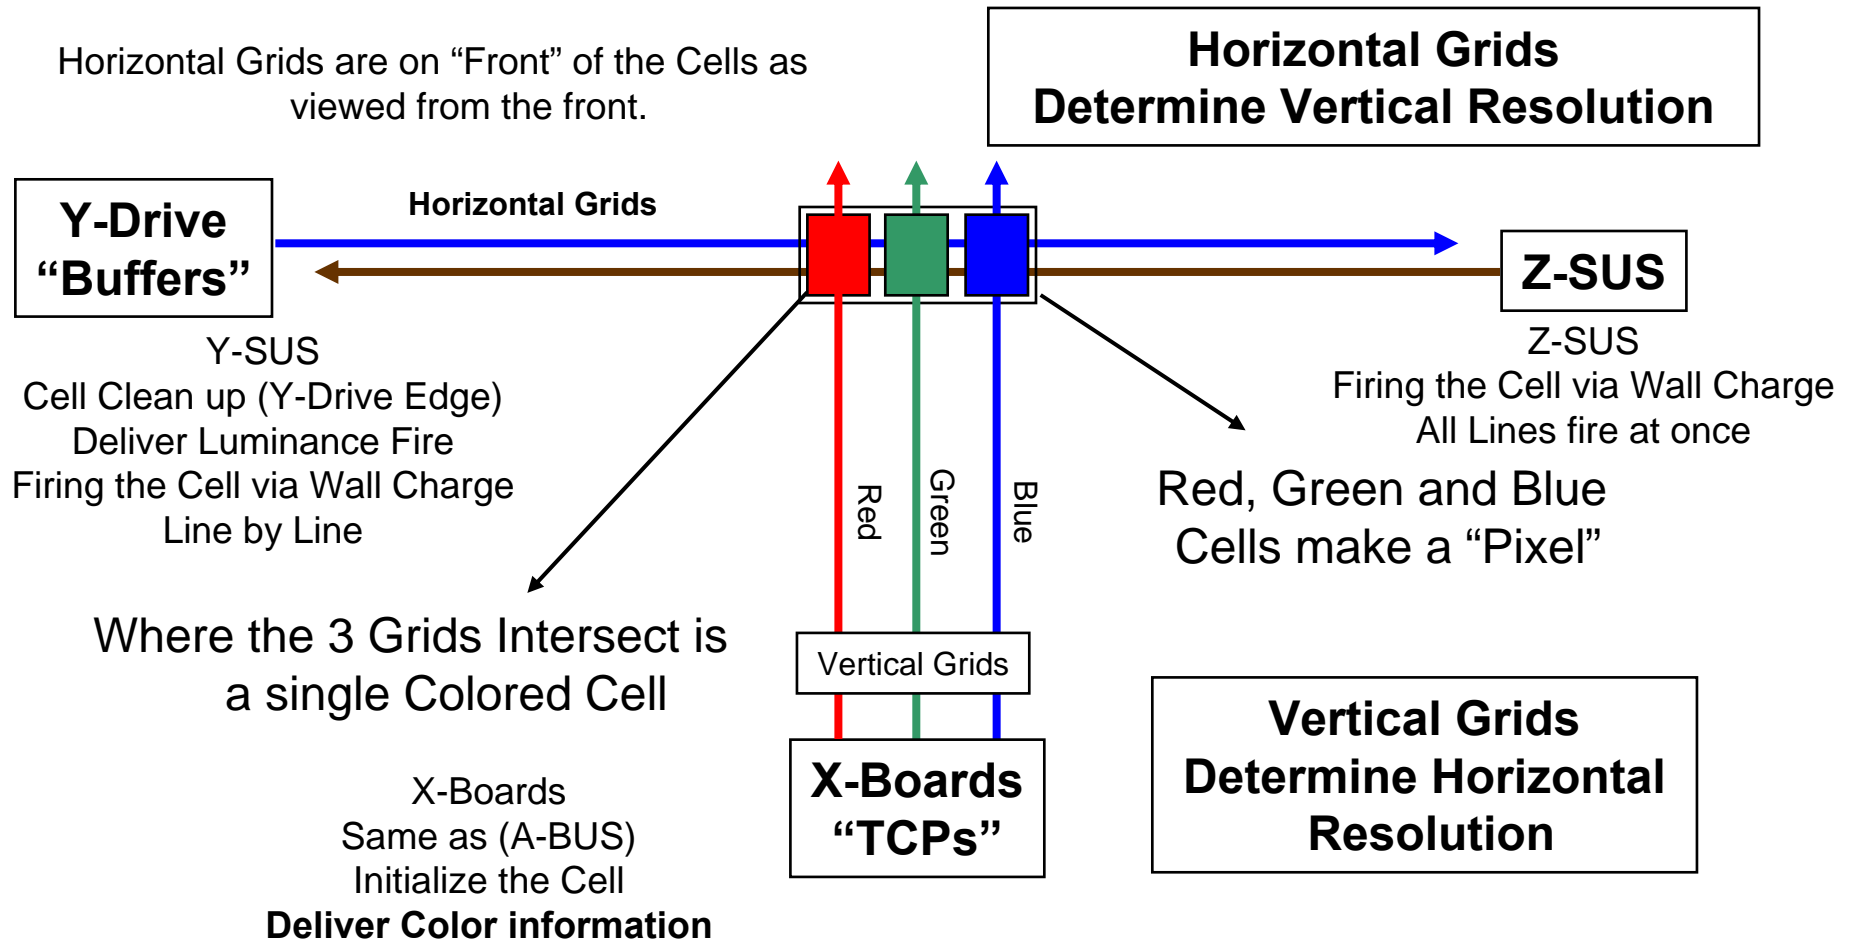 Horizontal Grids are on “Front” of the Cells as
viewed from the front.
Horizontal Grids
Determine Vertical Resolution
Y-Drive
“Buffers”
Horizontal Grids
Z-SUS
Y-SUS
Cell Clean up (Y-Drive Edge)
Deliver Luminance Fire
Firing the Cell via Wall Charge
Line by Line
Z-SUS
Firing the Cell via Wall Charge
All Lines fire at once
Red
Green
Blue
Red, Green and Blue
Cells make a “Pixel”
Where the 3 Grids Intersect is
a single Colored Cell
Vertical Grids
X-Boards
“TCPs”
Vertical Grids
Determine Horizontal
Resolution
X-Boards
Same as (A-BUS)
Initialize the Cell
Deliver Color information